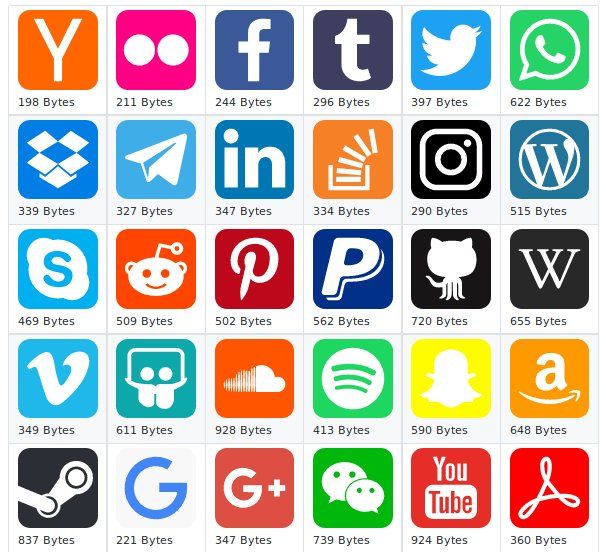 Y
f
t
198 Bytes
211 Bytes
244 Bytes
296 Bytes
397 Bytes
622 Bytes
in
W
339 Bytes
327 Bytes
347 Bytes
334 Bytes
290 Bytes
515 Bytes
S
P
P
W
469 Bytes
509 Bytes
502 Bytes
562 Bytes
720 Bytes
655 Bytes
v
a
349 Bytes
611 Bytes
928 Bytes
413 Bytes
590 Bytes
648 Bytes
G
G+
You
Tube
837 Bytes
221 Bytes
347 Bytes
739 Bytes
924 Bytes
360 Bytes